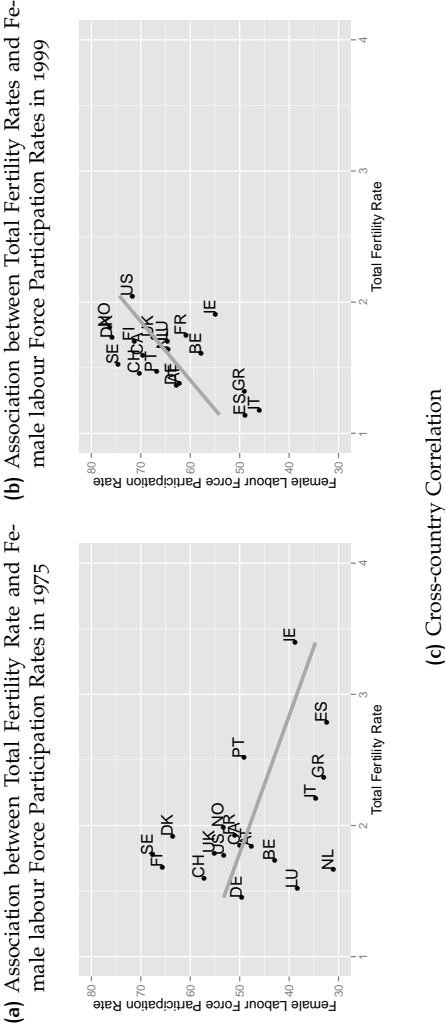 (a) Association between Total Fertility Rate and Fe-
male labour Force Participation Rates in 1975
Female Labour Force Participation Rate
80
70
60
50
40
30
SE
FI
DK
CH
UK
US
NO
FR
CA
PT
DE
BE
LU
NL
IT
GR
ES
IE
1
2
3
4
Total Fertility Rate
(b) Association between Total Fertility Rates and Fe-
male labour Force Participation Rates in 1999
Female Labour Force Participation Rate
80
70
60
50
40
30
NO
DK
SE
US
FI
CH
CA
UK
PT
LU
DE
FR
BE
IE
ES
GR
IT
1
2
3
4
Total Fertility Rate
(c) Cross-country Correlation